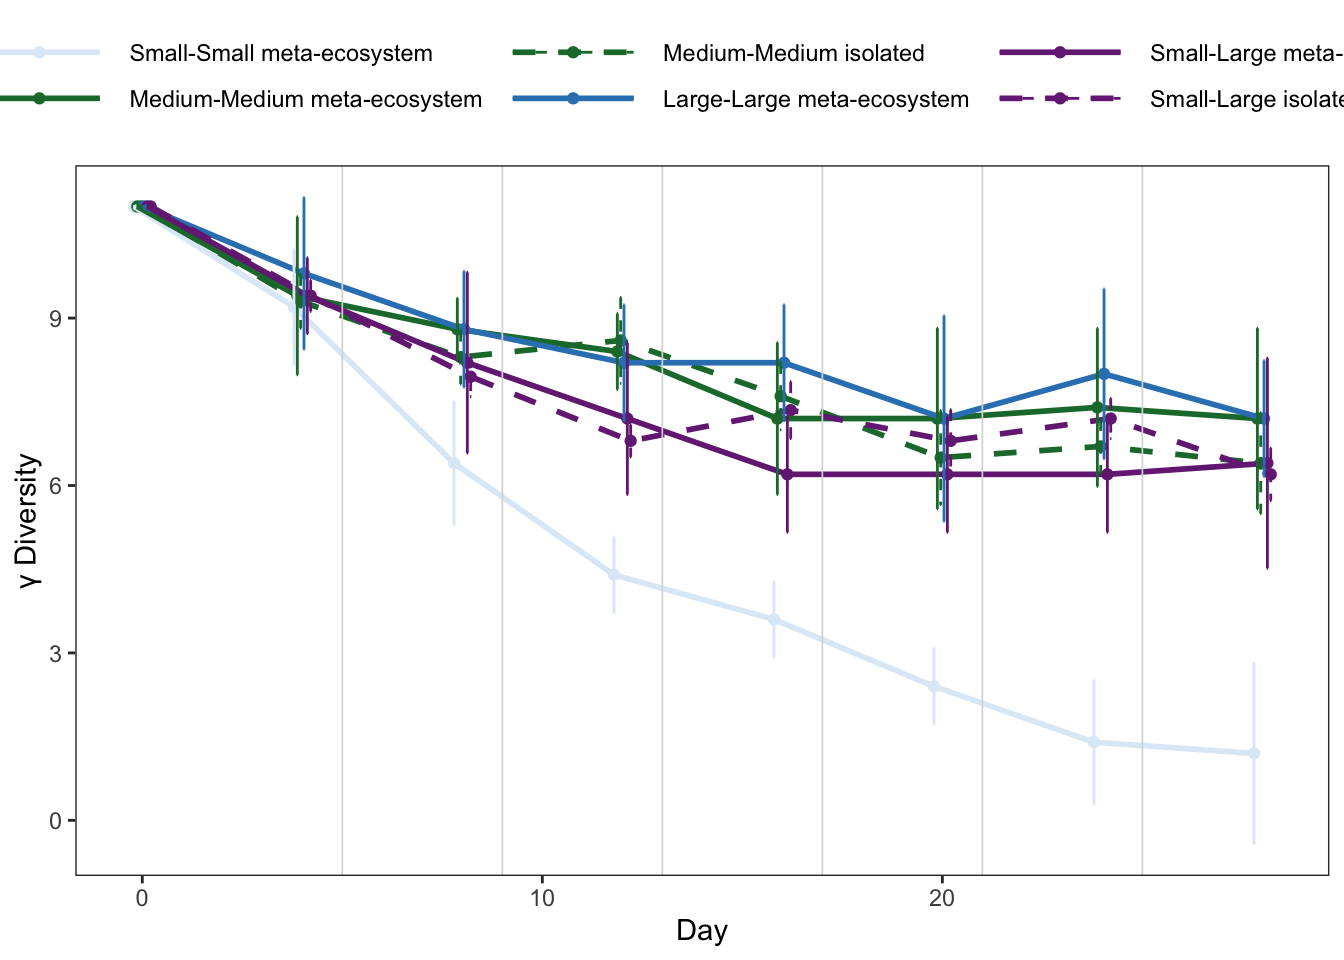 Small-Small meta-ecosystem Medium-Medium isolated Small-Large meta-
Medium-Medium meta-ecosystem Large-Large meta-ecosystem Small-Large isolate
γ Diversity
9
6
3
0
0 10 20
Day